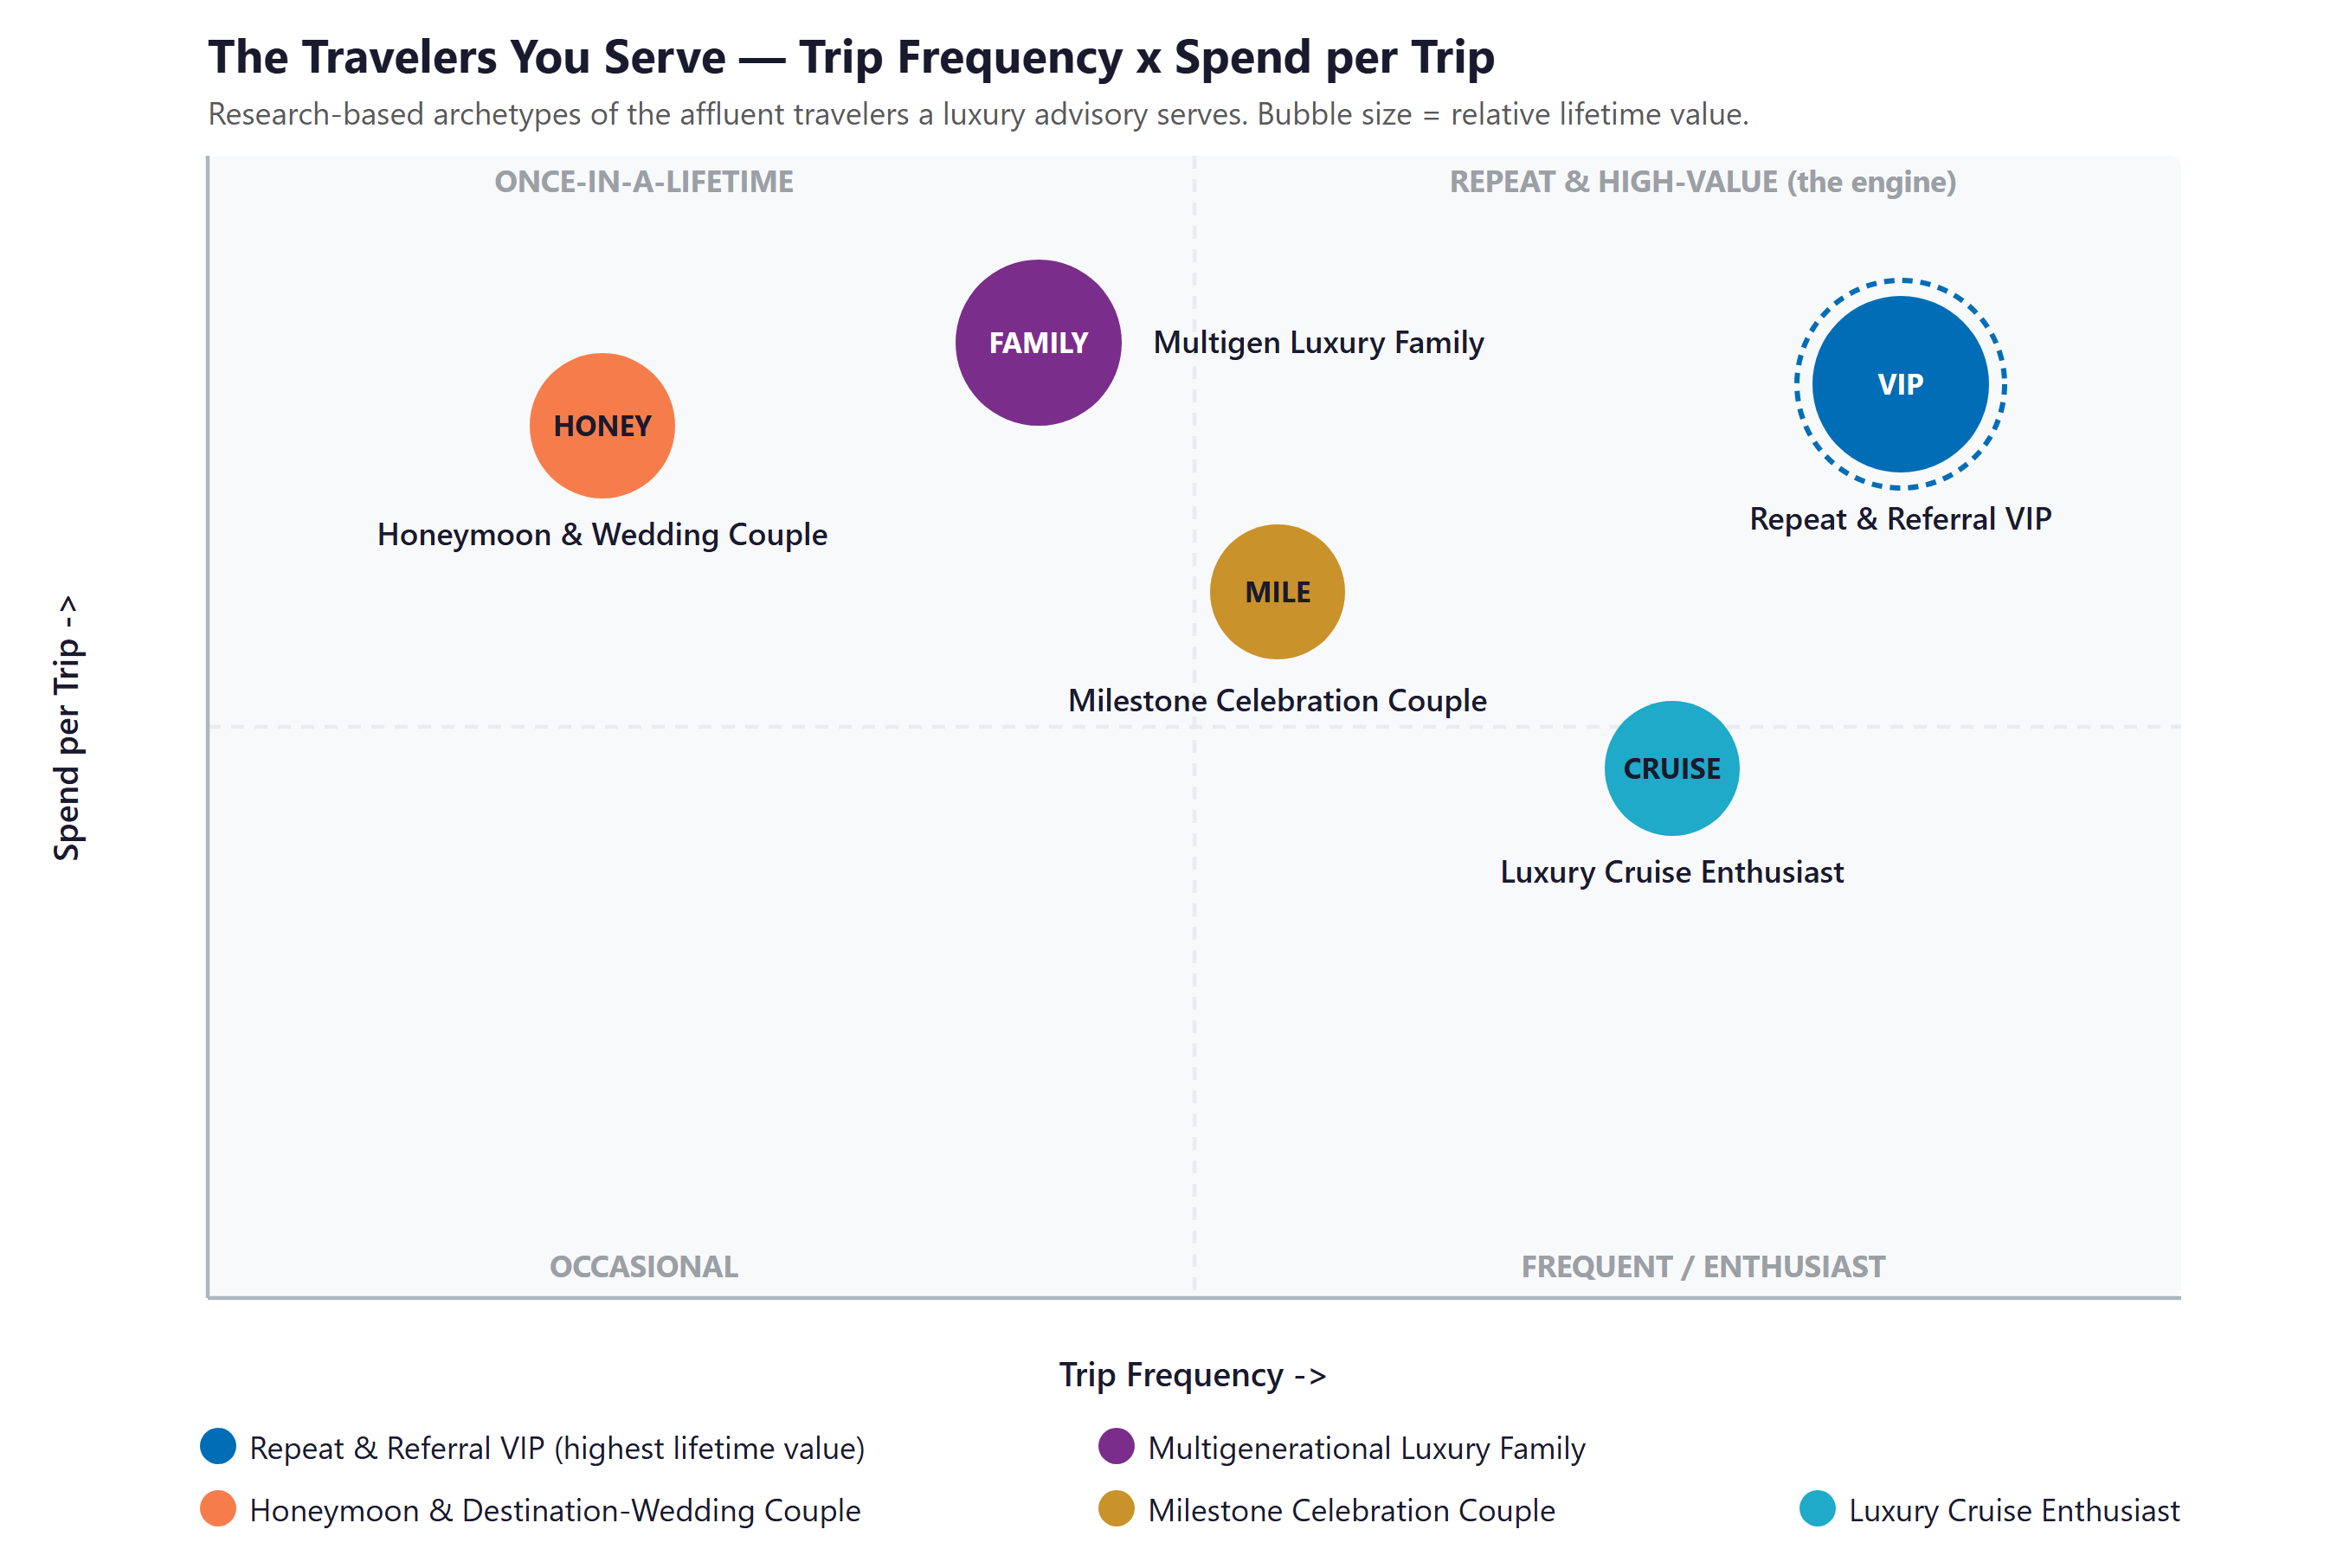 The Travelers You Serve — Trip Frequency x Spend per Trip
Research-based archetypes of the affluent travelers a luxury advisory serves. Bubble size = relative lifetime value.
ONCE-IN-A-LIFETIME
REPEAT & HIGH-VALUE (the engine)
FAMILY
Multigen Luxury Family
VIP
Repeat & Referral VIP
HONEY
Honeymoon & Wedding Couple
MILE
Milestone Celebration Couple
CRUISE
Luxury Cruise Enthusiast
Spend per Trip ->
OCCASIONAL
FREQUENT / ENTHUSIAST
Trip Frequency ->
Repeat & Referral VIP (highest lifetime value)
Multigenerational Luxury Family
Honeymoon & Destination-Wedding Couple
Milestone Celebration Couple
Luxury Cruise Enthusiast